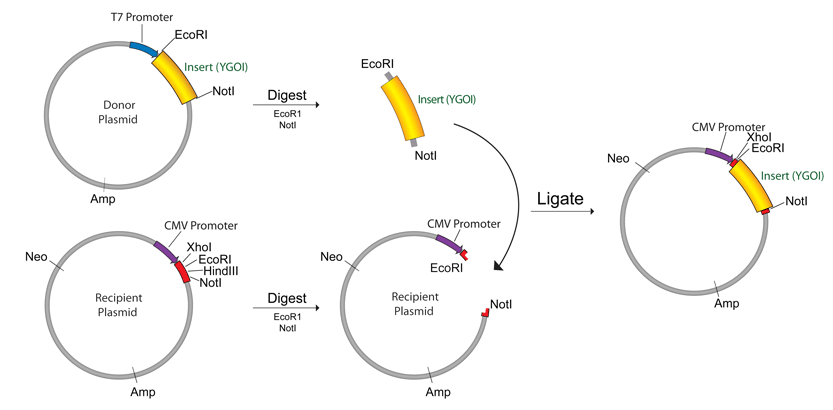 T7 Promoter
EcoRI
Insert (YGOI)
NotI
Donor
Plasmid
Amp
Digest
EcoR1
NotI
EcoRI
Insert (YGOI)
NotI
CMV Promoter
XhoI
EcoRI
HindIII
NotI
Neo
Recipient
Plasmid
Amp
Digest
EcoR1
NotI
CMV Promoter
EcoRI
NotI
Recipient
Plasmid
Amp
Ligate
CMV Promoter
XhoI
EcoRI
Neo
Insert (YGOI)
NotI
Amp